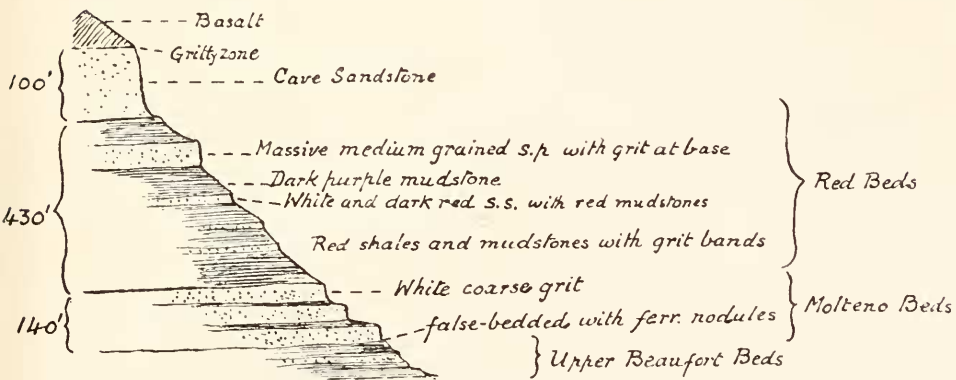 Basalt
Gritty zone
100'
Cave Sandstone
Massive medium grained s.p. with grit at base
Dark purple mudstone
White and dark red s.s. with red mudstones
Red Beds
430'
Red shales and mudstones with grit bands
White coarse grit
Molteno Beds
140'
false-bedded, with ferr. nodules
Upper Beaufort Beds